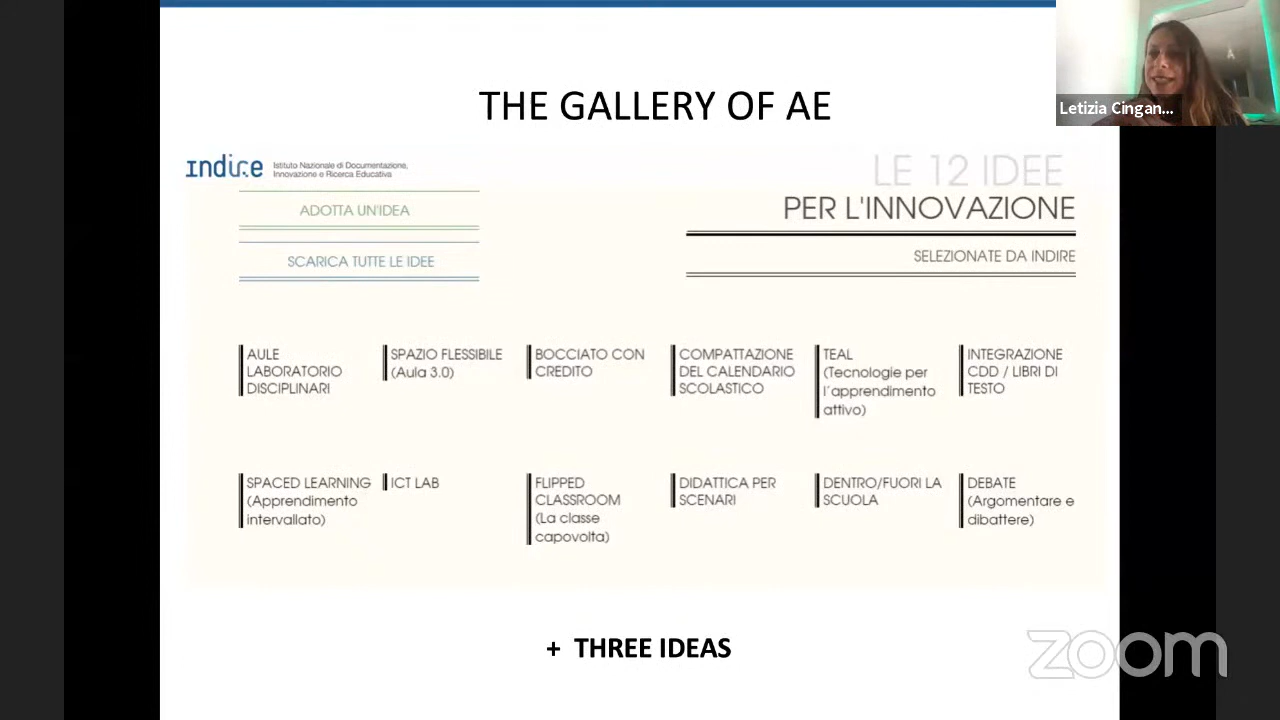 THE GALLERY OF AE
Letizia Cingan...
indire
Istituto Nazionale di Documentazione,
Innovazione e Ricerca Educativa
LE 12 IDEE
PER L'INNOVAZIONE
SELEZIONATE DA INDIRE
ADOTTA UN'IDEA
SCARICA TUTTE LE IDEE
AULE
LABORATORIO
DISCIPLINARI
SPAZIO FLESSIBILE
(Aula 3.0)
BOCCIATO CON
CREDITO
COMPATTAZIONE
DEL CALENDARIO
SCOLASTICO
TEAL
(Tecnologie per
l'apprendimento
attivo)
INTEGRAZIONE
CDD / LIBRI DI
TESTO
SPACED LEARNING
(Apprendimento
intervallato)
ICT LAB
FLIPPED
CLASSROOM
(La classe
capovolta)
DIDATTICA PER
SCENARI
DENTRO/FUORI LA
SCUOLA
DEBATE
(Argomentare e
dibattere)
+ THREE IDEAS
zoom